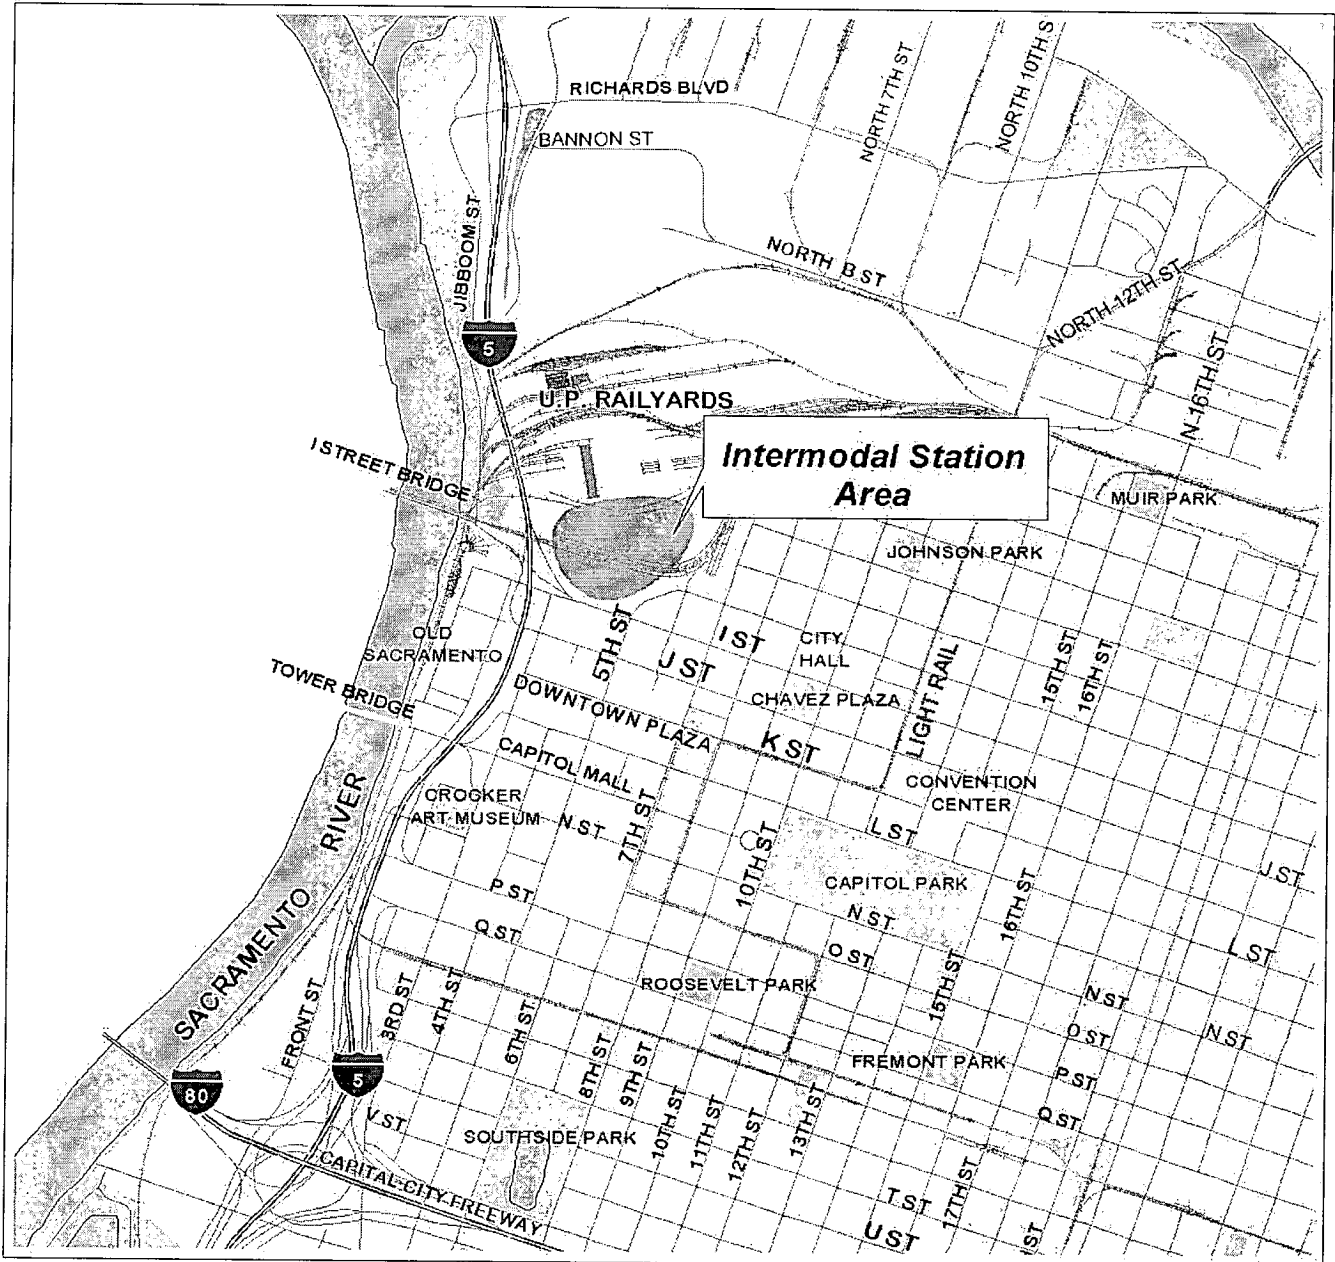 RICHARDS BLVD
NORTH 7TH ST
NORTH 10TH S
BANNON ST
JIBBOOM ST
NORTH B ST
NORTH 12TH ST
5
N 16TH ST
U.P. RAILYARDS
Intermodal Station
Area
I STREET BRIDGE
MUIR PARK
JOHNSON PARK
OLD
SACRAMENTO
5TH ST
I ST
CITY
HALL
J ST
15TH ST
16TH ST
TOWER BRIDGE
DOWNTOWN PLAZA
CHAVEZ PLAZA
LIGHT RAIL
K ST
CAPITOL MALL
CONVENTION
CENTER
CROCKER
ART MUSEUM
N ST
7TH ST
L ST
10TH ST
SACRAMENTO RIVER
CAPITOL PARK
J ST
P ST
N ST
16TH ST
Q ST
O ST
L ST
ROOSEVELT PARK
15TH ST
N ST
FRONT ST
3RD ST
4TH ST
6TH ST
O ST
N ST
8TH ST
9TH ST
FREMONT PARK
P ST
80
5
10TH ST
11TH ST
12TH ST
13TH ST
Q ST
V ST
SOUTHSIDE PARK
CAPITAL CITY FREEWAY
T ST
17TH ST
U ST
ST